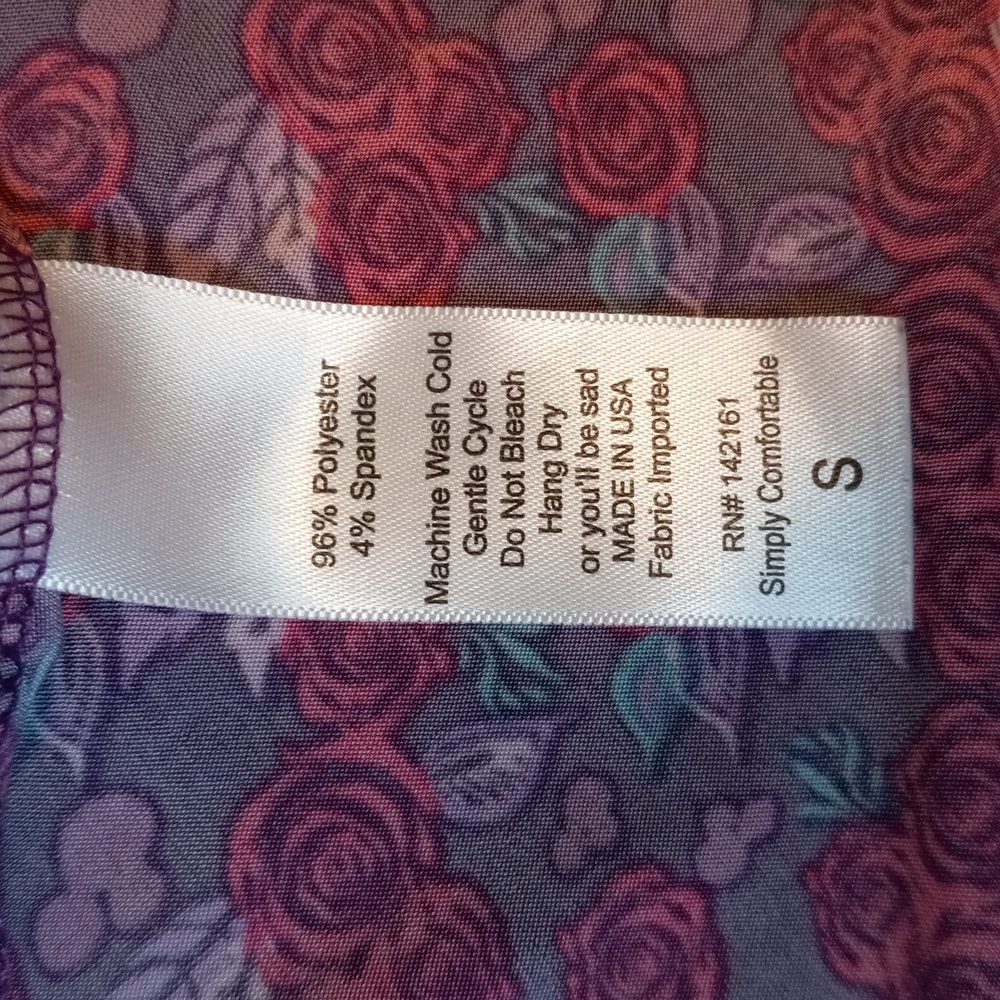 96% Polyester
4% Spandex
Machine Wash Cold
Gentle Cycle
Do Not Bleach
Hang Dry
or you'll be sad
MADE IN USA
Fabric Imported
RN# 142161
Simply Comfortable
S